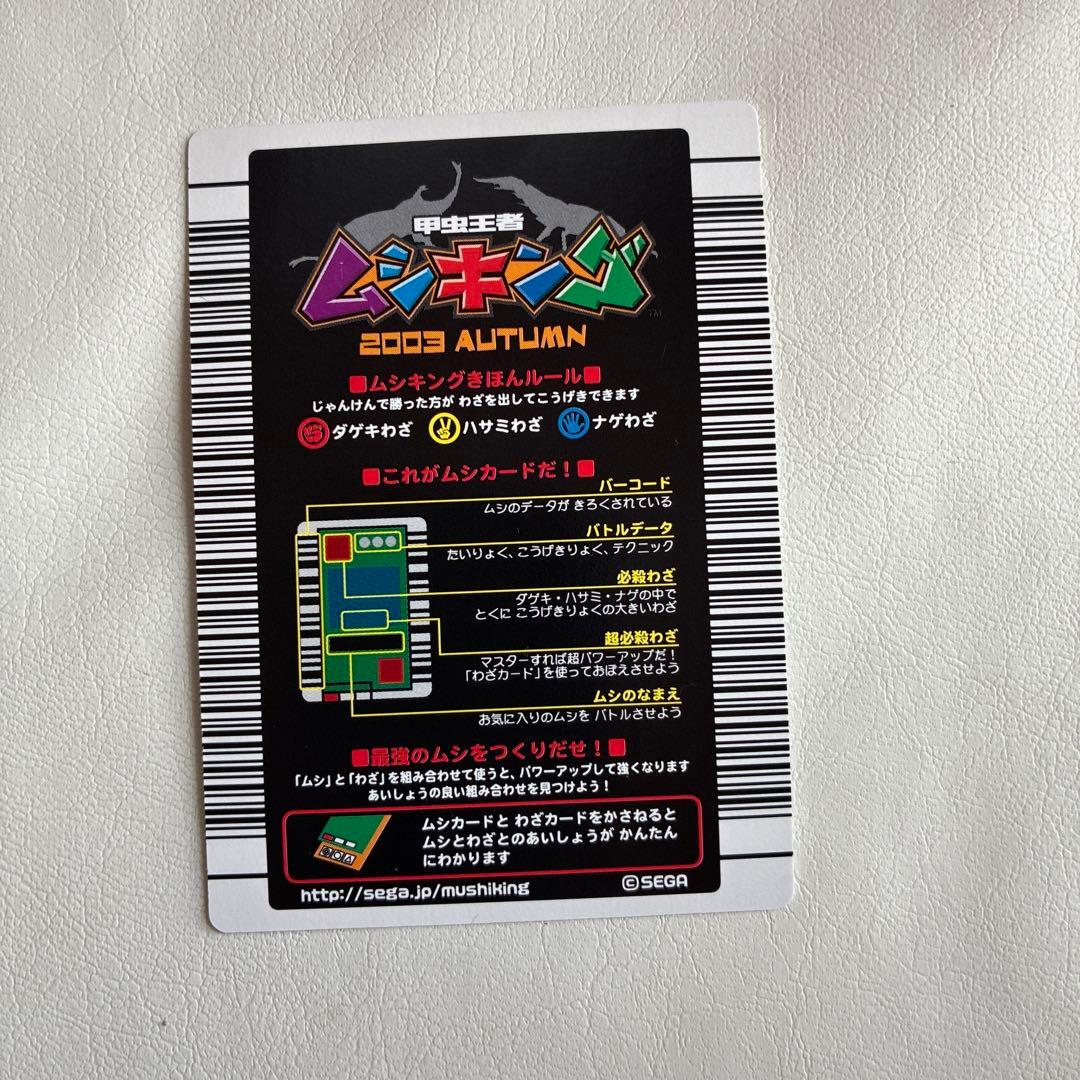 甲虫王者
ムシキング
TM
2003 AUTUMN
■ムシキングきほんルール■
じゃんけんで勝った方が わざを出してこうげきできます
ダゲキわざ ハサミわざ ナゲわざ
■これがムシカードだ！■
バーコード
ムシのデータが きろくされている
バトルデータ
たいりょく、こうげきりょく、テクニック
必殺わざ
ダゲキ・ハサミ・ナゲの中で
とくに こうげきりょくの大きいわざ
超必殺わざ
マスターすれば超パワーアップだ！
「わざカード」を使っておぼえさせよう
ムシのなまえ
お気に入りのムシを バトルさせよう
■最強のムシをつくりだせ！■
「ムシ」と「わざ」を組み合わせて使うと、パワーアップして強くなります
あいしょうの良い組み合わせを見つけよう！
ムシカードと わざカードをかさねると
ムシとわざとのあいしょうが かんたん
にわかります
http://sega.jp/mushiking ©SEGA